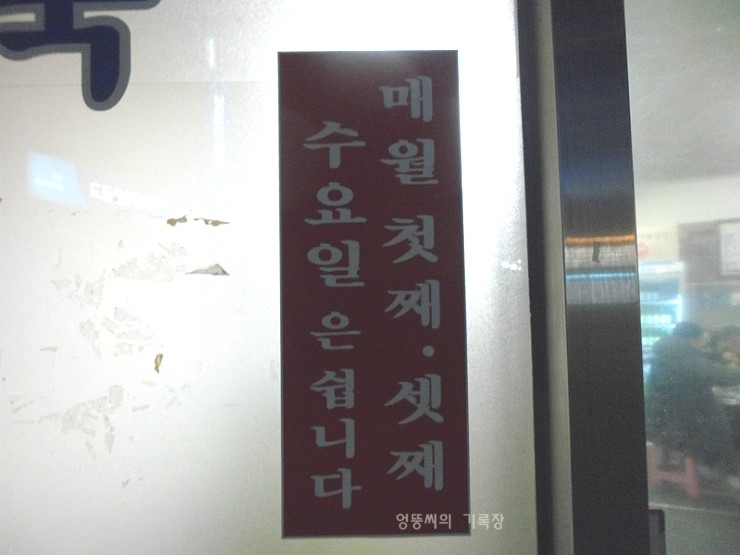 매월 첫째·셋째
수요일은 쉽니다
엉뚱씨의 기록장